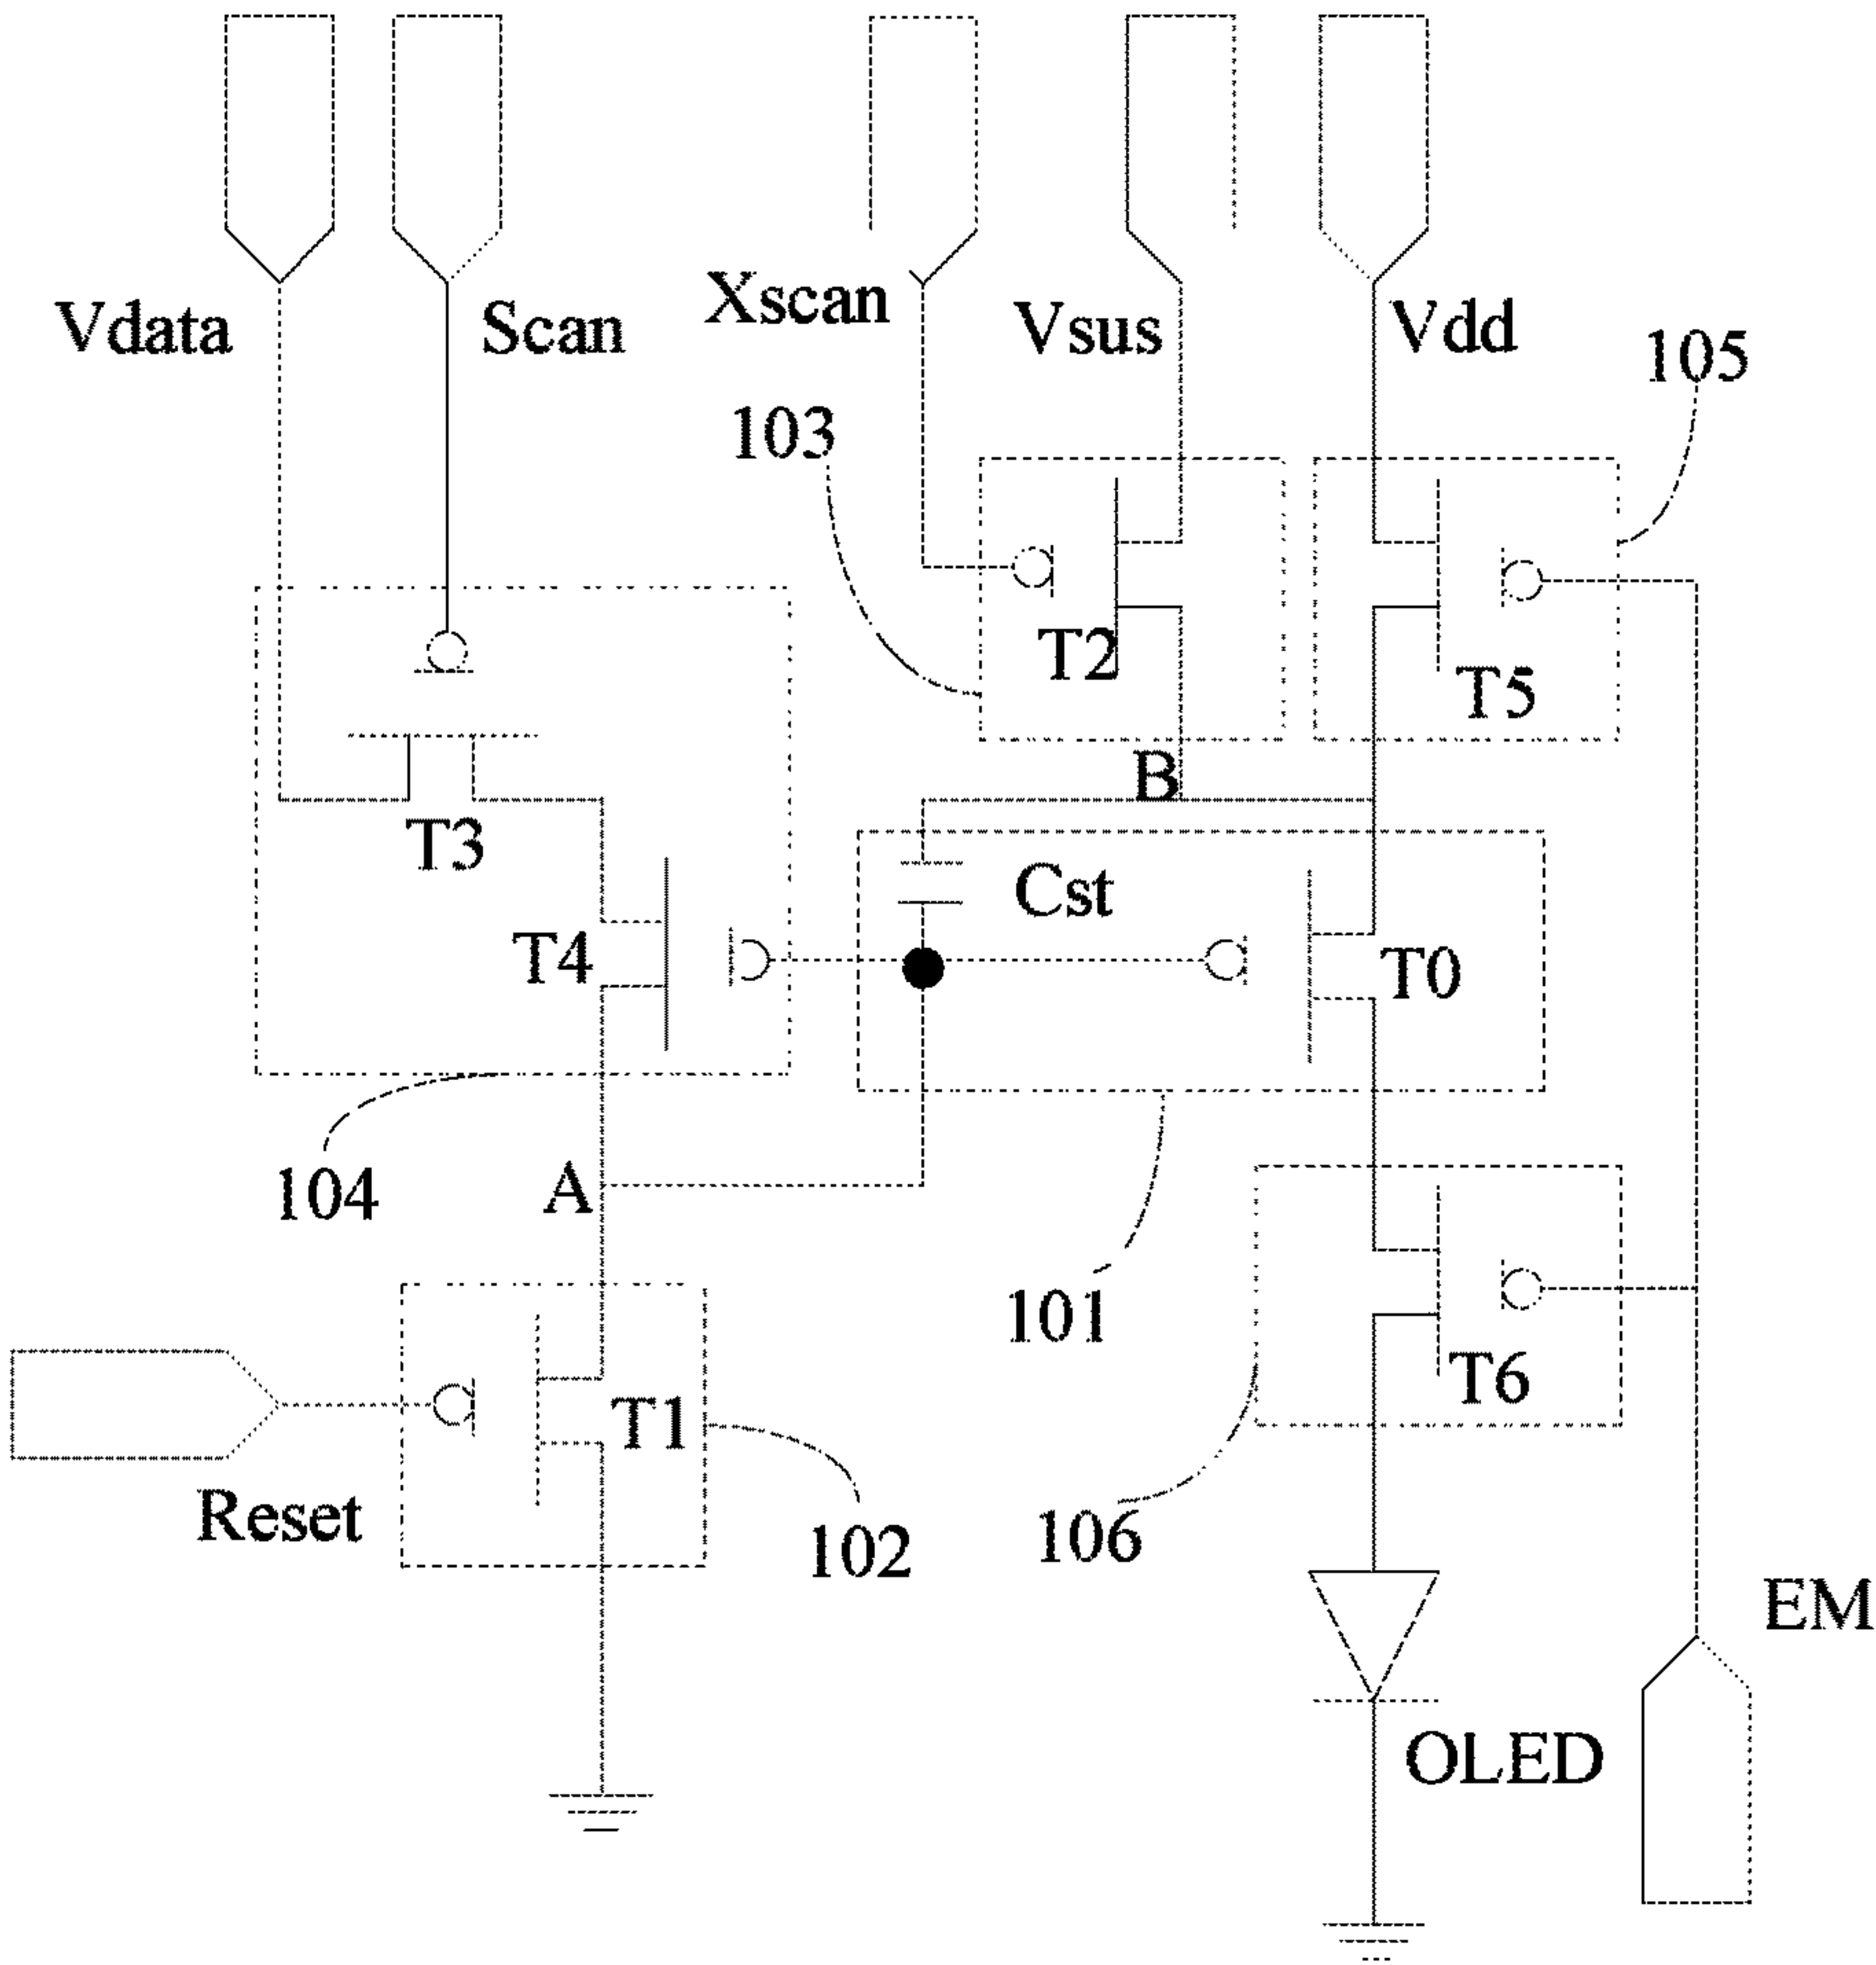 Vdata
Scan
Xscan
Vsus
Vdd
105
103
T2
T5
B
T3
Cst
T4
T0
104
A
101
T6
T1
Reset
102
106
EM
OLED